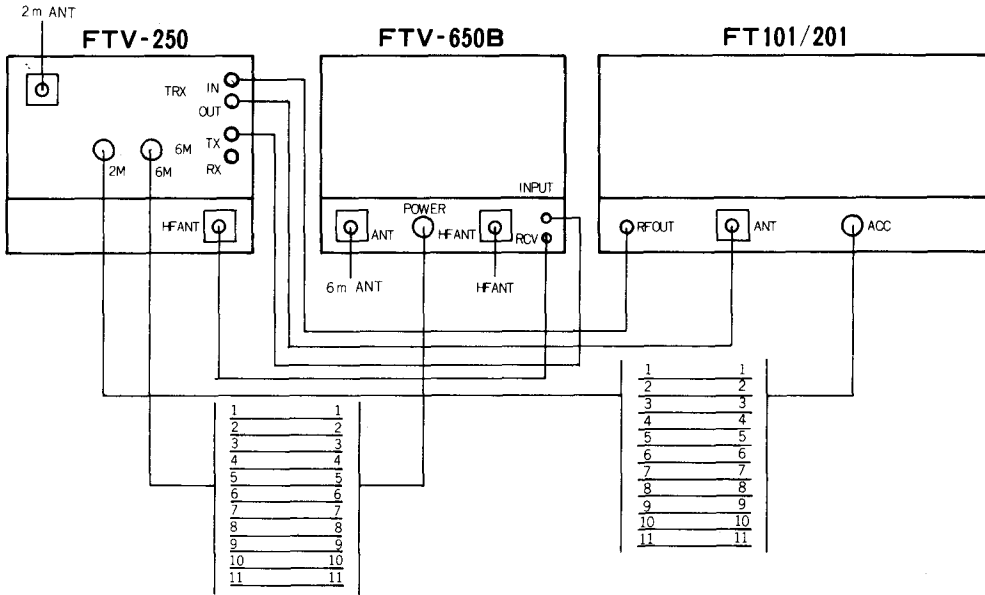 2m ANT
FTV-250
FTV-650B
FT101/201
TRX
IN
OUT
6M
TX
RX
2M
6M
HFANT
INPUT
POWER
ANT
HFANT
RCV
6m ANT
HFANT
RFOUT
ANT
ACC
1 1
2 2
3 3
4 4
5 5
6 6
7 7
8 8
9 9
10 10
11 11
1 1
2 2
3 3
4 4
5 5
6 6
7 7
8 8
9 9
10 10
11 11